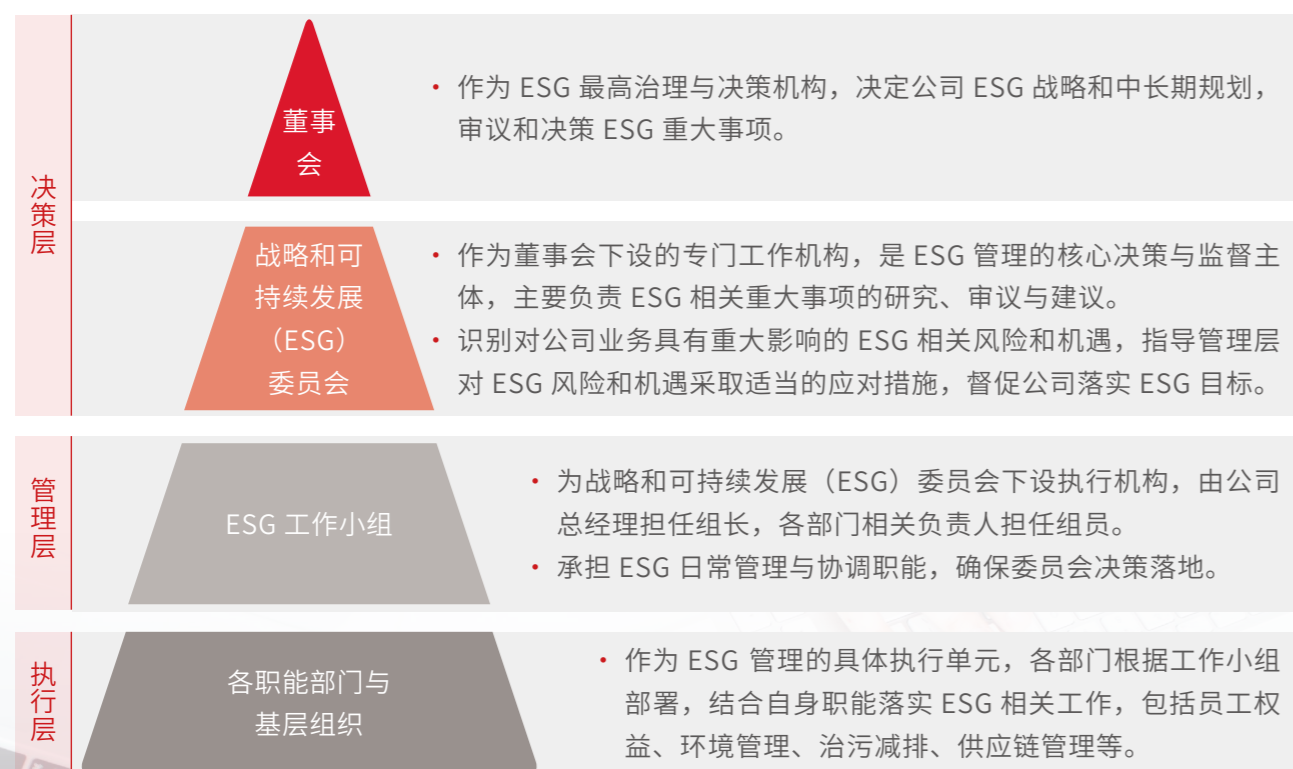 决策层
董事
会
• 作为 ESG 最高治理与决策机构，决定公司 ESG 战略和中长期规划，
审议和决策 ESG 重大事项。
战略和可
持续发展
（ESG）
委员会
• 作为董事会下设的专门工作机构，是 ESG 管理的核心决策与监督主
体，主要负责 ESG 相关重大事项的研究、审议与建议。
• 识别对公司业务具有重大影响的 ESG 相关风险和机遇，指导管理层
对 ESG 风险和机遇采取适当的应对措施，督促公司落实 ESG 目标。
管理层
ESG 工作小组
• 为战略和可持续发展（ESG）委员会下设执行机构，由公司
总经理担任组长，各部门相关负责人担任组员。
• 承担 ESG 日常管理与协调职能，确保委员会决策落地。
执行层
各职能部门与
基层组织
• 作为 ESG 管理的具体执行单元，各部门根据工作小组
部署，结合自身职能落实 ESG 相关工作，包括员工权
益、环境管理、治污减排、供应链管理等。